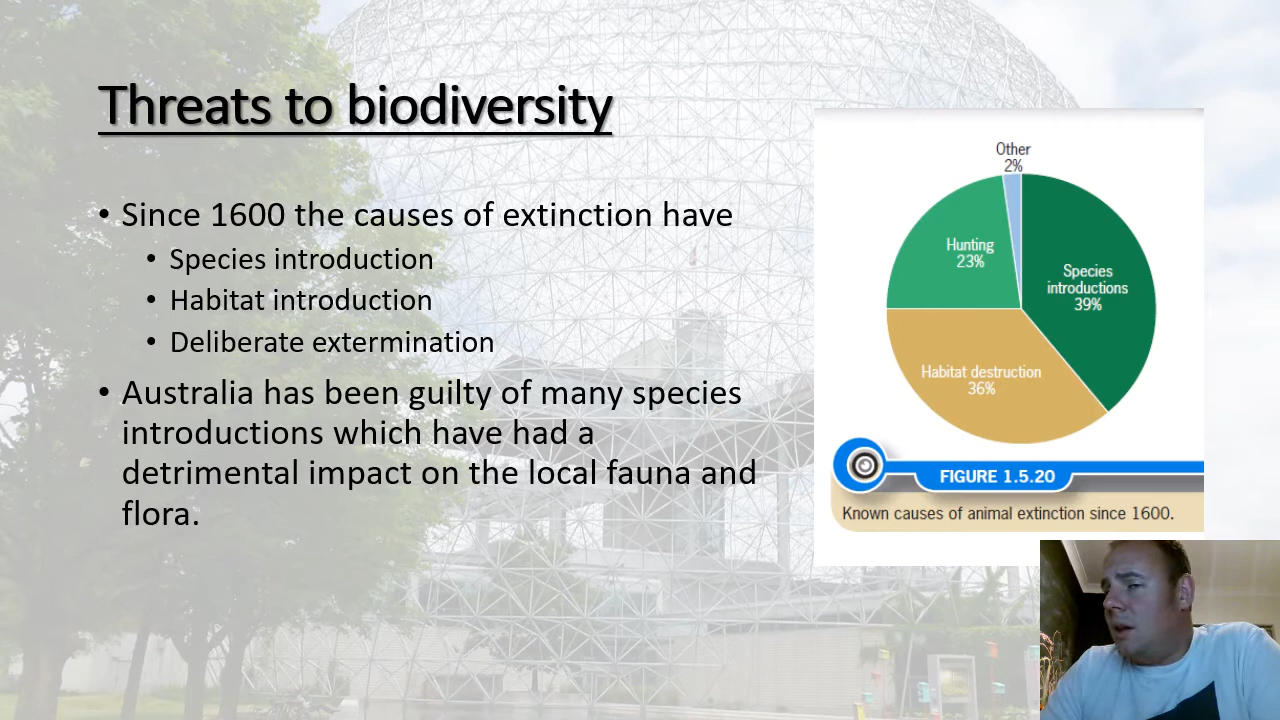 Threats to biodiversity
• Since 1600 the causes of extinction have
• Species introduction
• Habitat introduction
• Deliberate extermination
• Australia has been guilty of many species
introductions which have had a
detrimental impact on the local fauna and
flora.
Other
2%
Hunting
23%
Species
introductions
39%
Habitat destruction
36%
FIGURE 1.5.20
Known causes of animal extinction since 1600.